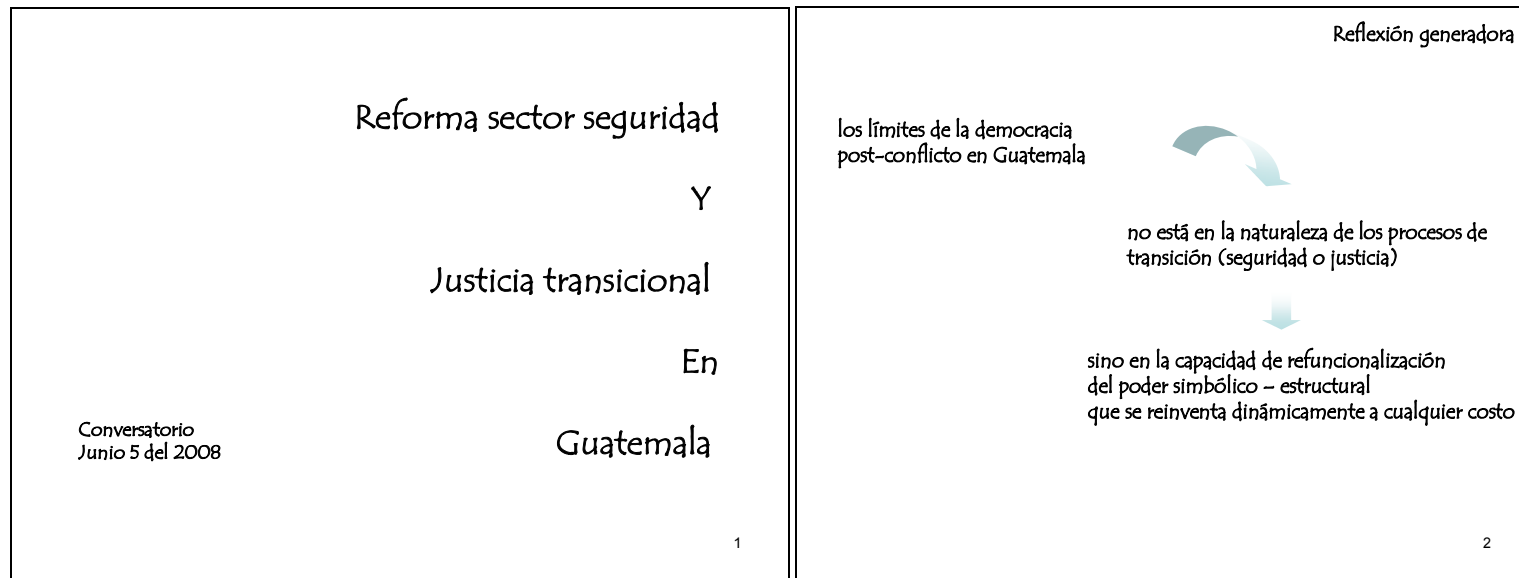 Reforma sector seguridad
Y
Justicia transicional
En
Guatemala
Conversatorio
Junio 5 del 2008
1
Reflexión generadora
los límites de la democracia
post-conflicto en Guatemala
no está en la naturaleza de los procesos de
transición (seguridad o justicia)
sino en la capacidad de refuncionalización
del poder simbólico – estructural
que se reinventa dinámicamente a cualquier costo
2